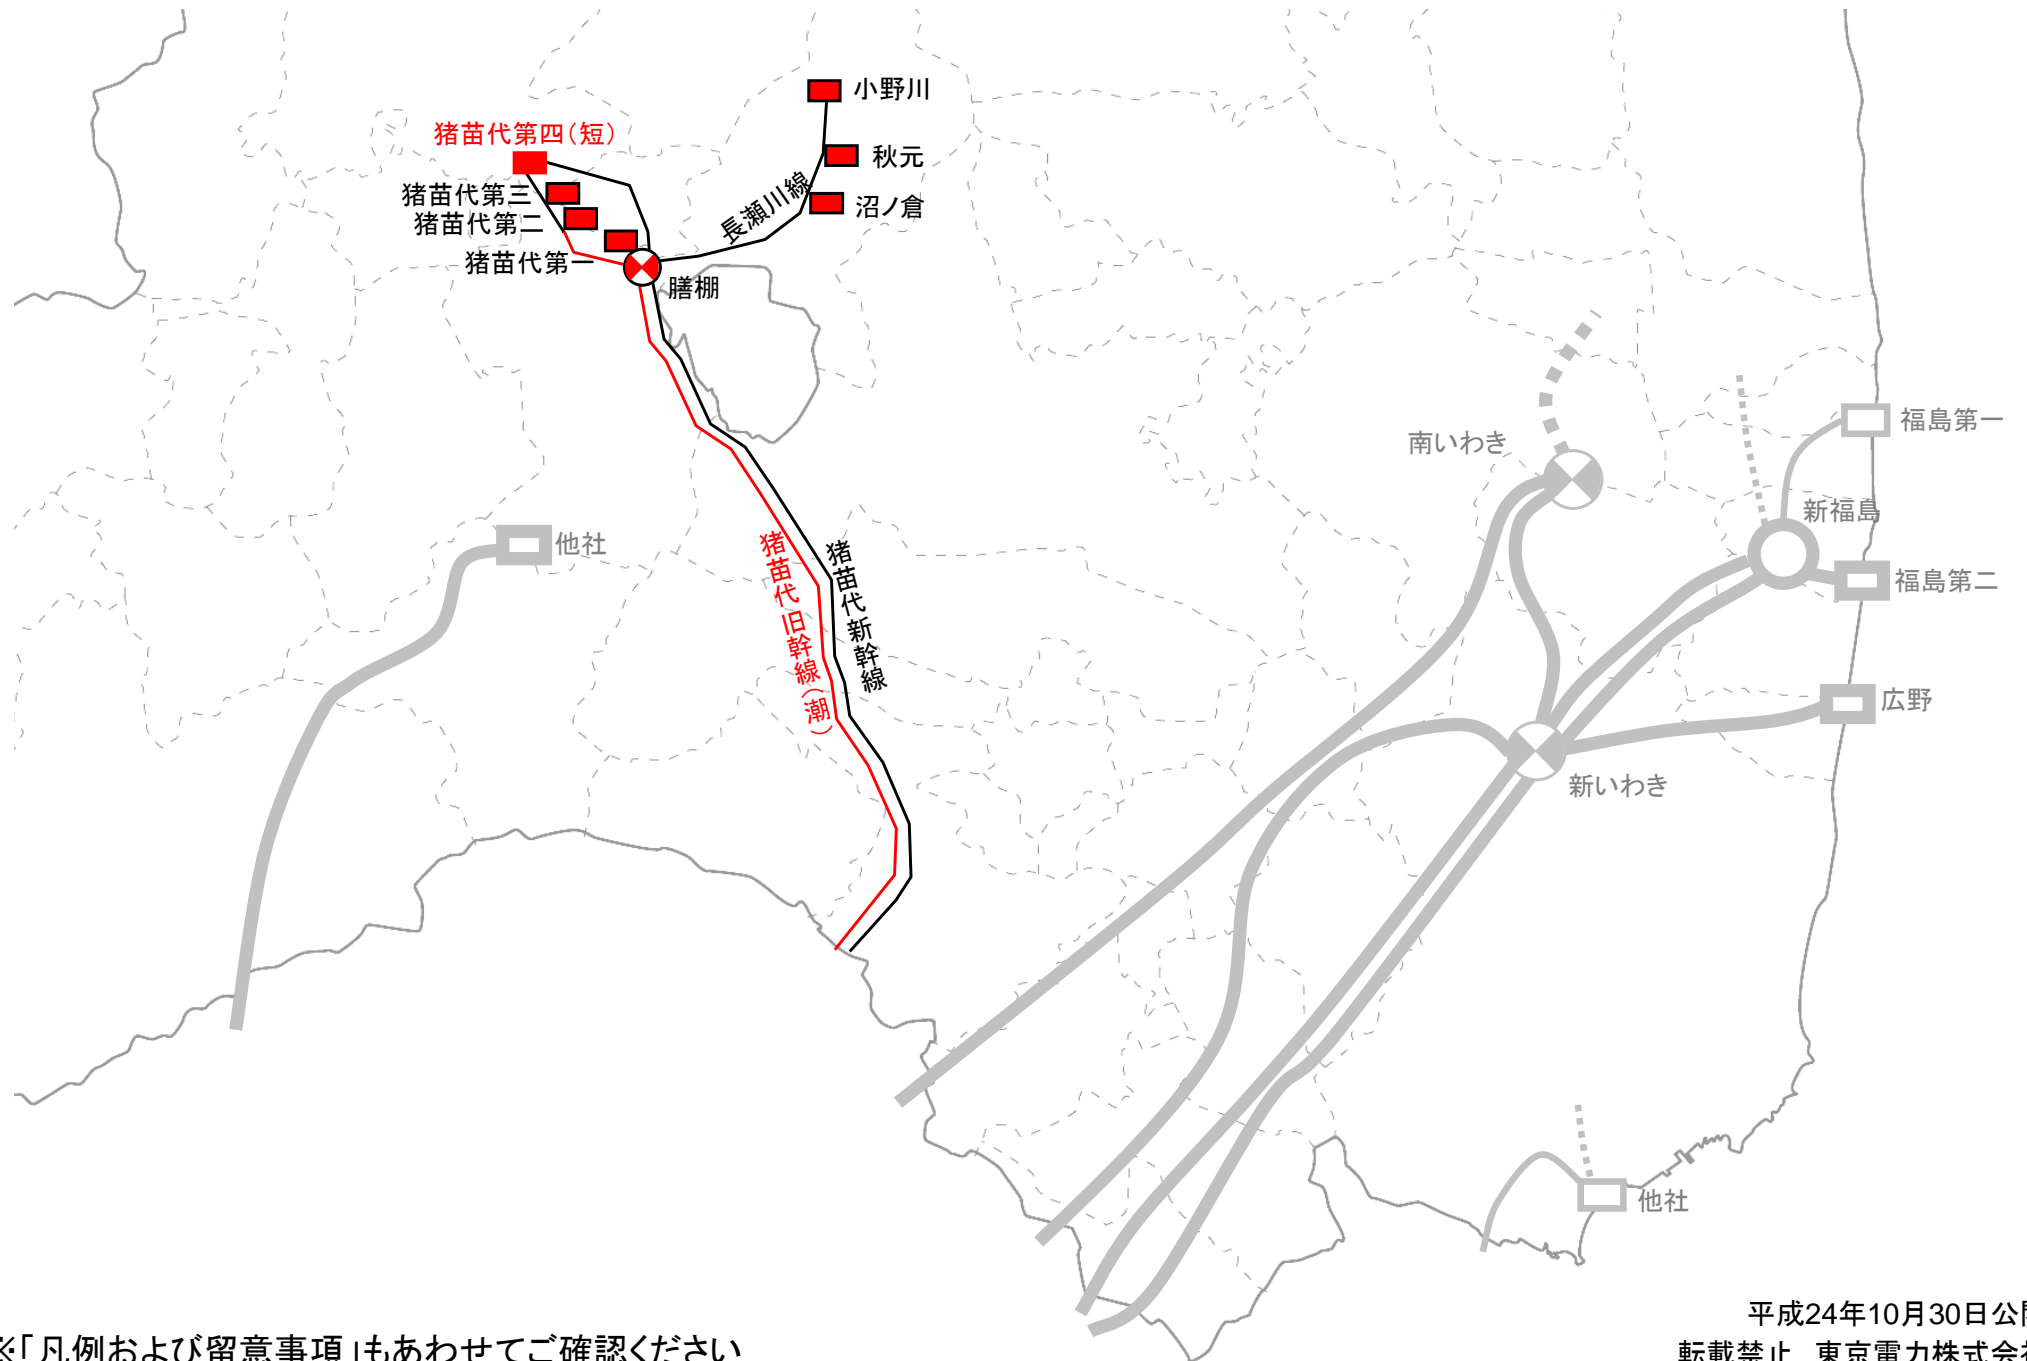 小野川
猪苗代第四(短)
秋元
猪苗代第三
沼ノ倉
猪苗代第二
長瀬川線
猪苗代第一
膳棚
福島第一
南いわき
新福島
他社
福島第二
猪苗代旧幹線(潮)
猪苗代新幹線
広野
新いわき
他社
平成24年10月30日公開
※「凡例および留意事項」もあわせてご確認ください
転載禁止 東京電力株式会社